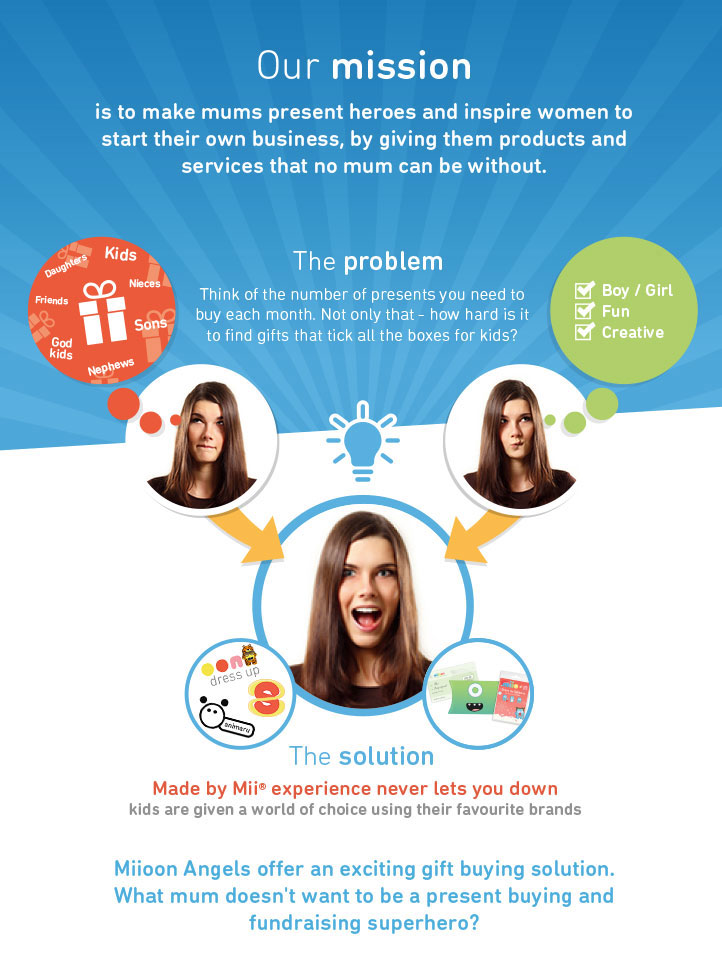 Our mission
is to make mums present heroes and inspire women to
start their own business, by giving them products and
services that no mum can be without.
The problem
Think of the number of presents you need to
buy each month. Not only that - how hard is it
to find gifts that tick all the boxes for kids?
Kids
Daughters
Nieces
Friends
Sons
God
kids
Nephews
Boy / Girl
Fun
Creative
dress up
animaru
The solution
Made by Mii® experience never lets you down
kids are given a world of choice using their favourite brands
Miioon Angels offer an exciting gift buying solution.
What mum doesn't want to be a present buying and
fundraising superhero?